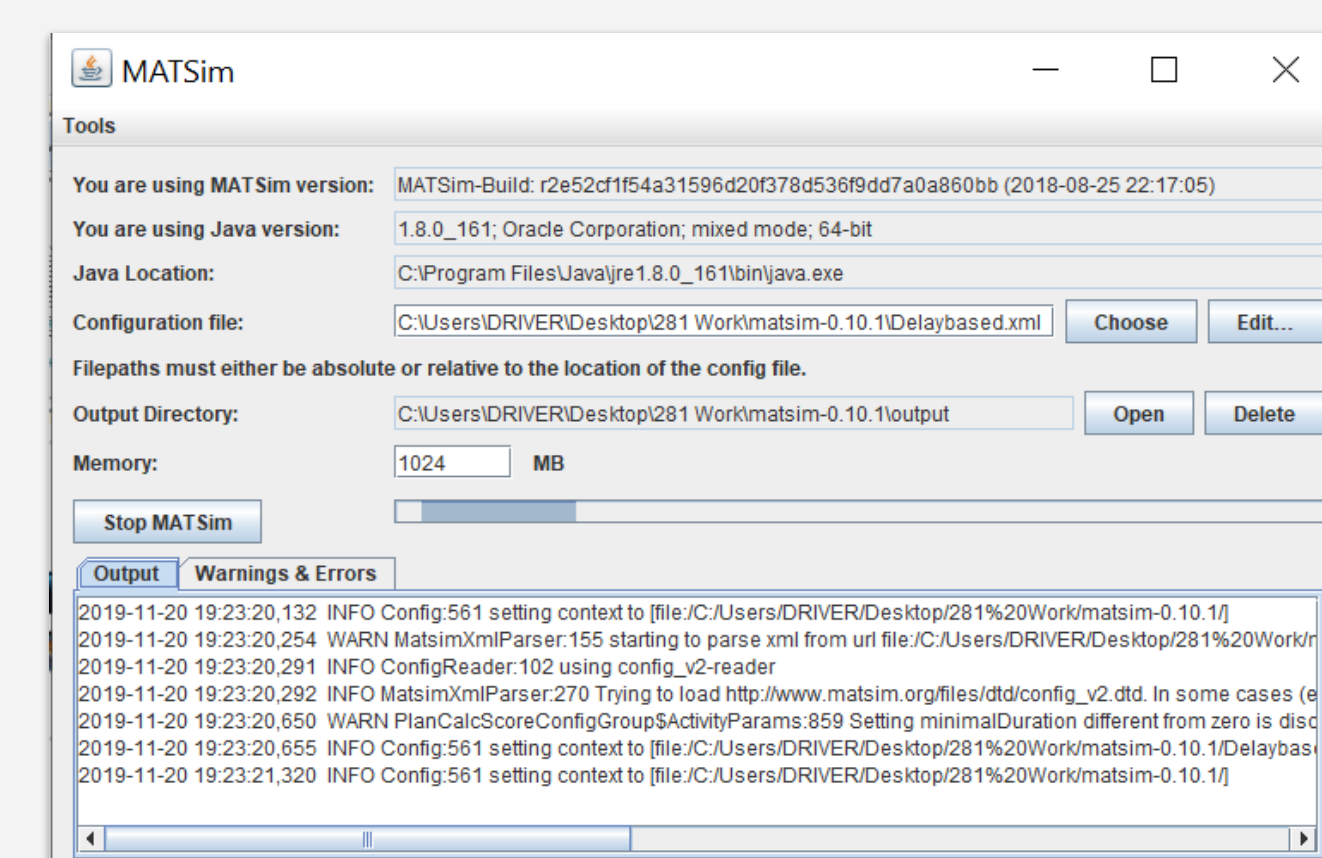 MATSim
Tools
You are using MATSim version: MATSim-Build: r2e52cf1f54a31596d20f378d536f9dd7a0a860bb (2018-08-25 22:17:05)
You are using Java version: 1.8.0_161; Oracle Corporation; mixed mode; 64-bit
Java Location: C:\Program Files\Java\jre1.8.0_161\bin\java.exe
Configuration file: C:\Users\DRIVER\Desktop\281 Work\matsim-0.10.1\Delaybased.xml Choose Edit...
Filepaths must either be absolute or relative to the location of the config file.
Output Directory: C:\Users\DRIVER\Desktop\281 Work\matsim-0.10.1\output Open Delete
Memory: 1024 MB
Stop MATSim
Output Warnings & Errors
2019-11-20 19:23:20,132 INFO Config:561 setting context to [file:/C:/Users/DRIVER/Desktop/281%20Work/matsim-0.10.1/]
2019-11-20 19:23:20,254 WARN MatsimXmlParser:155 starting to parse xml from url file:/C:/Users/DRIVER/Desktop/281%20Work/
2019-11-20 19:23:20,291 INFO ConfigReader:102 using config_v2-reader
2019-11-20 19:23:20,292 INFO MatsimXmlParser:270 Trying to load http://www.matsim.org/files/dtd/config_v2.dtd. In some cases (e
2019-11-20 19:23:20,650 WARN PlanCalcScoreConfigGroup$ActivityParams:859 Setting minimalDuration different from zero is disc
2019-11-20 19:23:20,655 INFO Config:561 setting context to [file:/C:/Users/DRIVER/Desktop/281%20Work/matsim-0.10.1/Delaybas
2019-11-20 19:23:21,320 INFO Config:561 setting context to [file:/C:/Users/DRIVER/Desktop/281%20Work/matsim-0.10.1/]